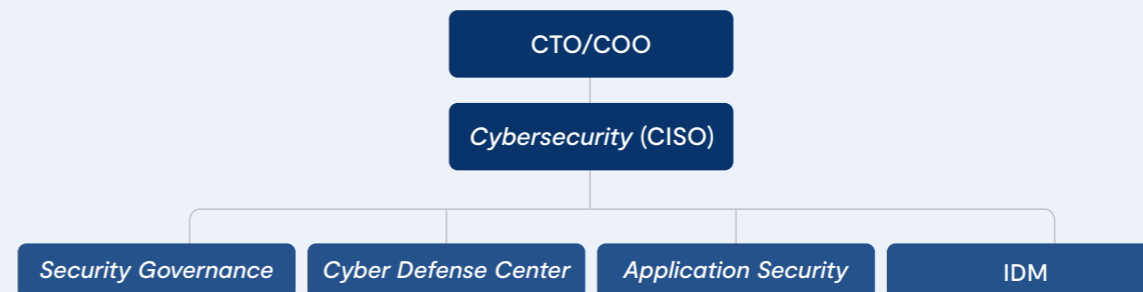 CTO/COO
Cybersecurity (CISO)
Security Governance
Cyber Defense Center
Application Security
IDM